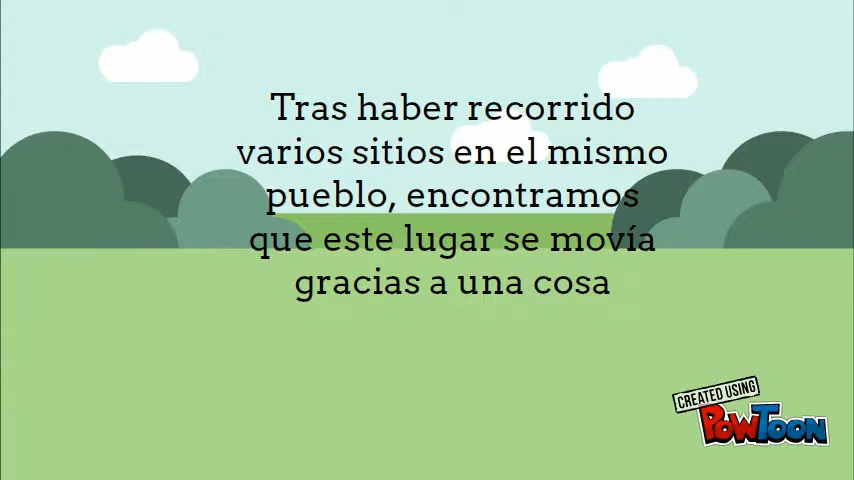 Tras haber recorrido
varios sitios en el mismo
pueblo, encontramos
que este lugar se movía
gracias a una cosa
CREATED USING
POWTOON